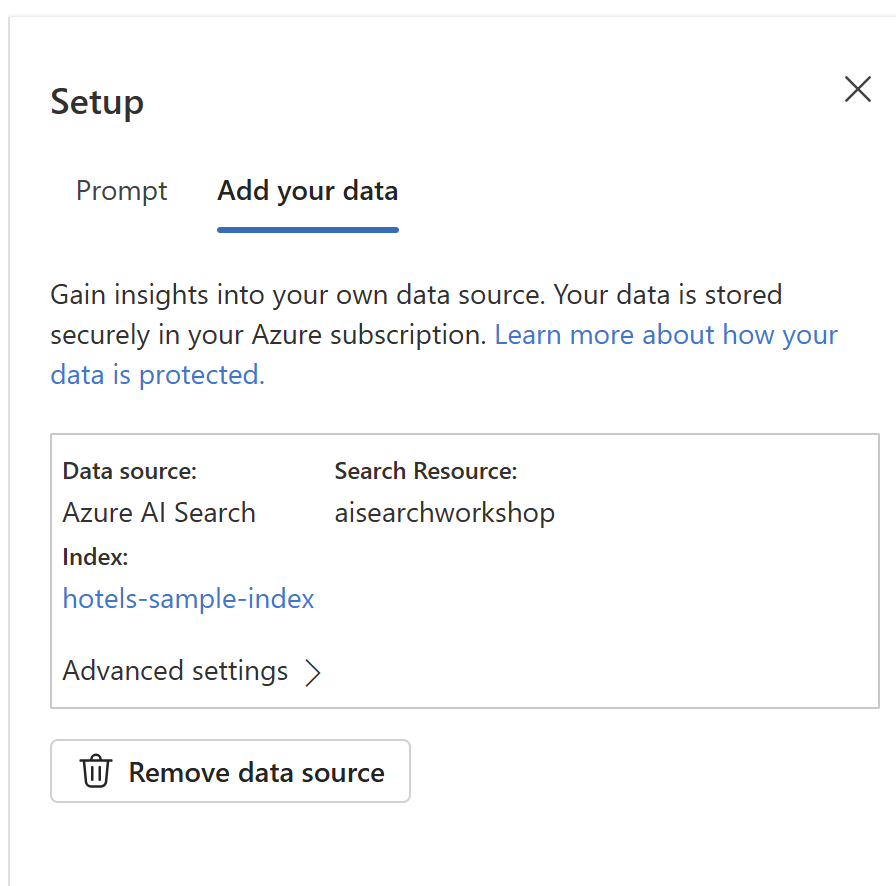 Setup
Prompt Add your data
Gain insights into your own data source. Your data is stored
securely in your Azure subscription. Learn more about how your
data is protected.
Data source: Search Resource:
Azure AI Search aisearchworkshop
Index:
hotels-sample-index
Advanced settings
Remove data source